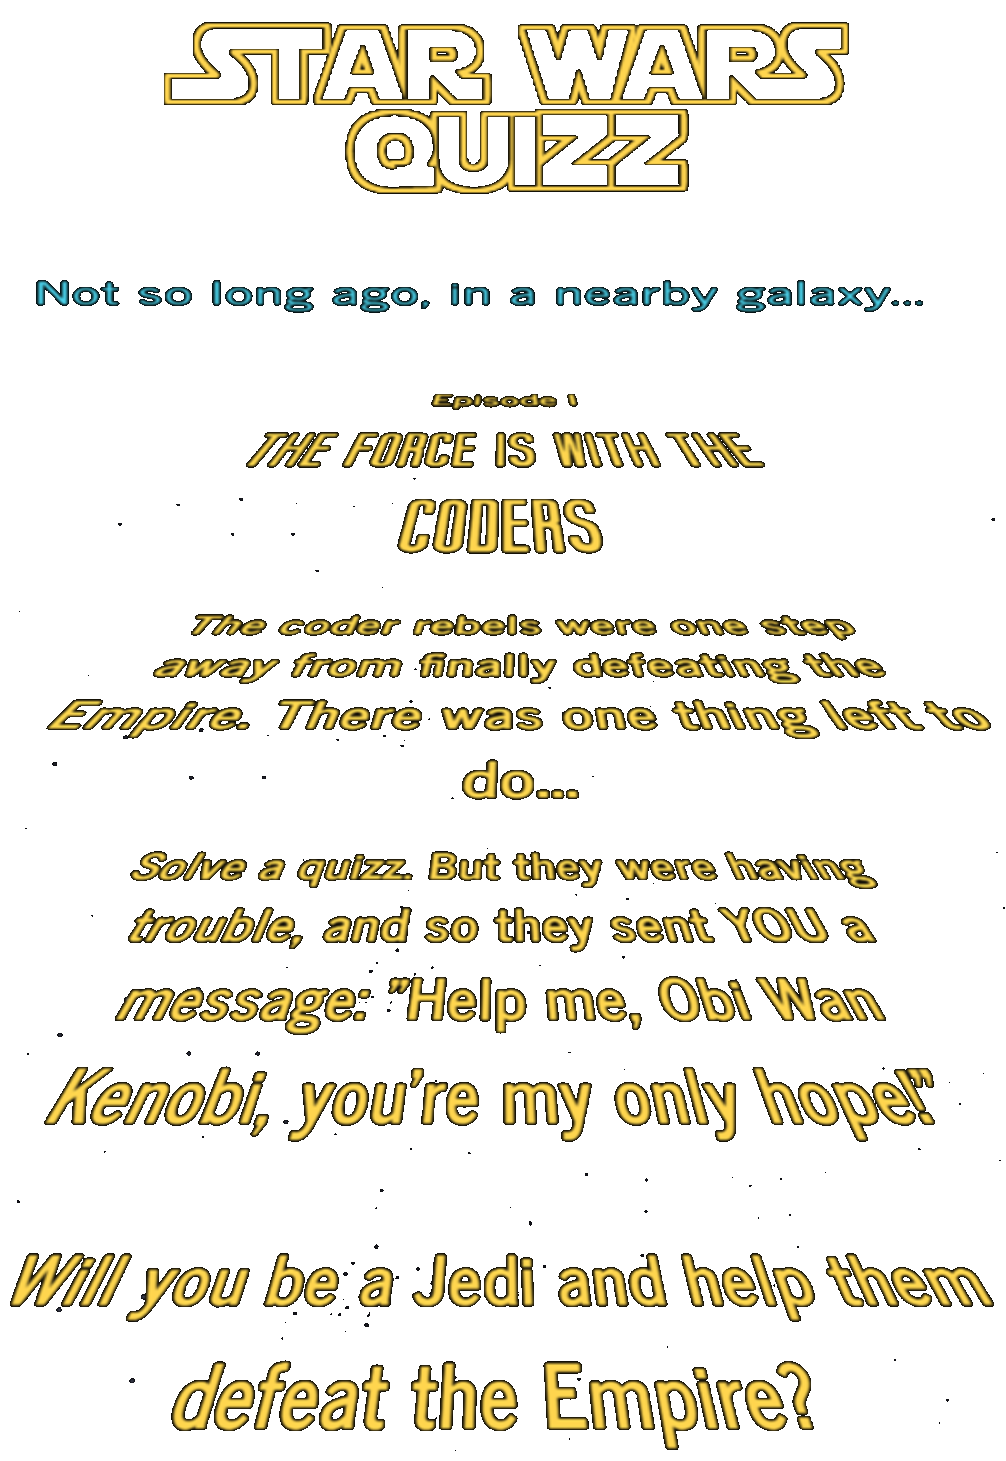 STAR WARS
QUIZZ
Not so long ago, in a nearby galaxy...
Episode I
THE FORCE IS WITH THE
CODERS
The coder rebels were one step
away from finally defeating the
Empire. There was one thing left to
do...
Solve a quizz. But they were having
trouble, and so they sent YOU a
message: "Help me, Obi Wan
Kenobi, you're my only hope!"
Will you be a Jedi and help them
defeat the Empire?